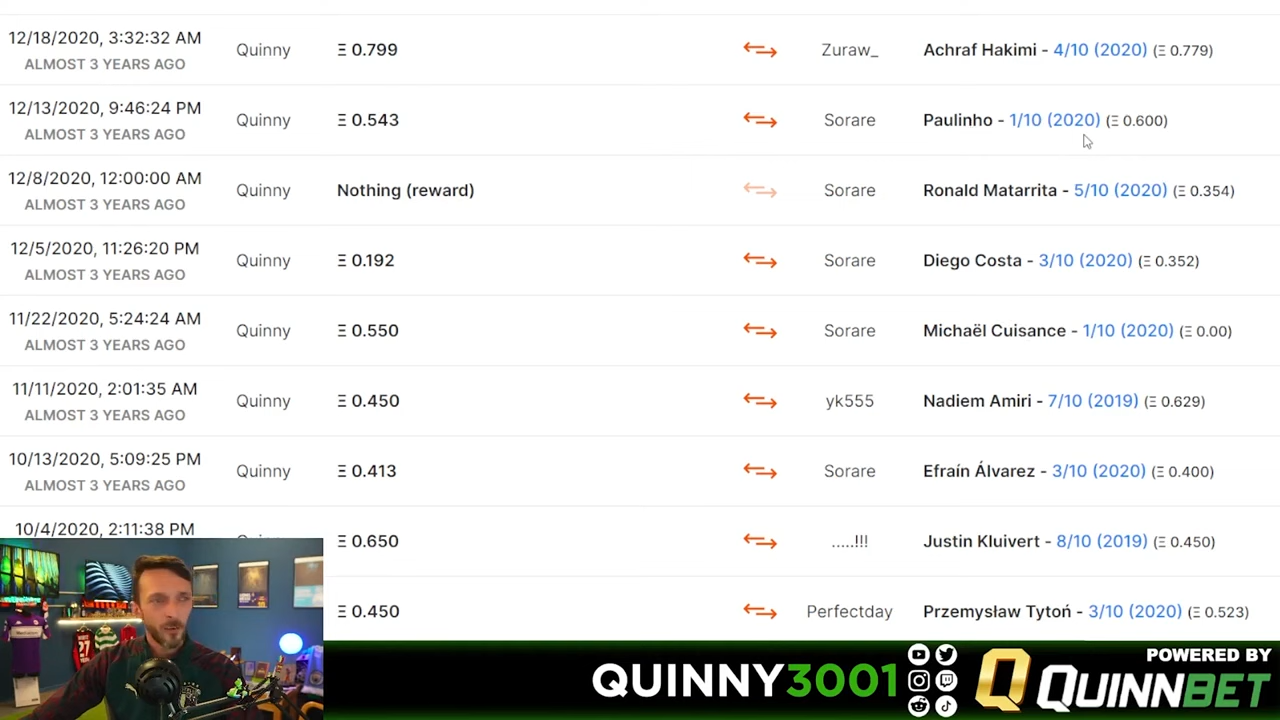 12/18/2020, 3:32:32 AM
ALMOST 3 YEARS AGO
Quinny Ξ 0.799 Zuraw_ Achraf Hakimi - 4/10 (2020) (Ξ 0.779)
12/13/2020, 9:46:24 PM
ALMOST 3 YEARS AGO
Quinny Ξ 0.543 Sorare Paulinho - 1/10 (2020) (Ξ 0.600)
12/8/2020, 12:00:00 AM
ALMOST 3 YEARS AGO
Quinny Nothing (reward) Sorare Ronald Matarrita - 5/10 (2020) (Ξ 0.354)
12/5/2020, 11:26:20 PM
ALMOST 3 YEARS AGO
Quinny Ξ 0.192 Sorare Diego Costa - 3/10 (2020) (Ξ 0.352)
11/22/2020, 5:24:24 AM
ALMOST 3 YEARS AGO
Quinny Ξ 0.550 Sorare Michaël Cuisance - 1/10 (2020) (Ξ 0.00)
11/11/2020, 2:01:35 AM
ALMOST 3 YEARS AGO
Quinny Ξ 0.450 yk555 Nadiem Amiri - 7/10 (2019) (Ξ 0.629)
10/13/2020, 5:09:25 PM
ALMOST 3 YEARS AGO
Quinny Ξ 0.413 Sorare Efraín Álvarez - 3/10 (2020) (Ξ 0.400)
10/4/2020, 2:11:38 PM
Ξ 0.650 .....!!! Justin Kluivert - 8/10 (2019) (Ξ 0.450)
Ξ 0.450 Perfectday Przemysław Tytoń - 3/10 (2020) (Ξ 0.523)
QUINNY3001
POWERED BY
QUINNBET